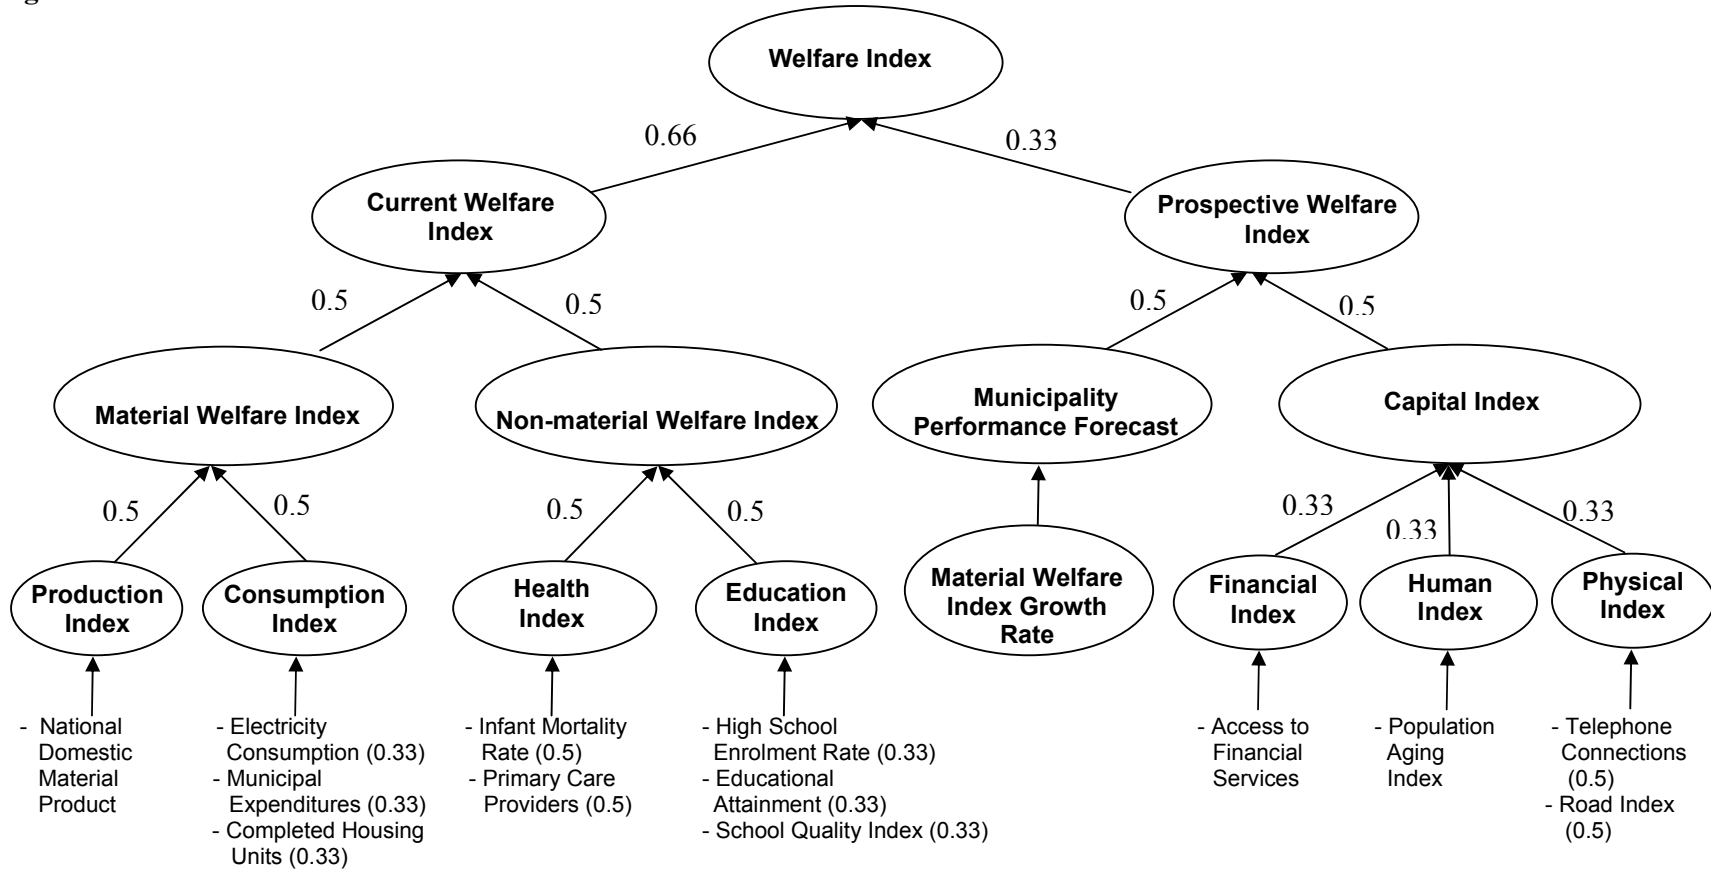 Welfare Index
0.66
0.33
Current Welfare
Index
Prospective Welfare
Index
0.5
0.5
0.5
0.5
Material Welfare Index
Non-material Welfare Index
Municipality
Performance Forecast
Capital Index
0.5
0.5
0.5
0.5
0.33
0.33
0.33
Production
Index
Consumption
Index
Health
Index
Education
Index
Material Welfare
Index Growth
Rate
Financial
Index
Human
Index
Physical
Index
- National
Domestic
Material
Product
- Electricity
Consumption (0.33)
- Municipal
Expenditures (0.33)
- Completed Housing
Units (0.33)
- Infant Mortality
Rate (0.5)
- Primary Care
Providers (0.5)
- High School
Enrolment Rate (0.33)
- Educational
Attainment (0.33)
- School Quality Index (0.33)
- Access to
Financial
Services
- Population
Aging
Index
- Telephone
Connections
(0.5)
- Road Index
(0.5)